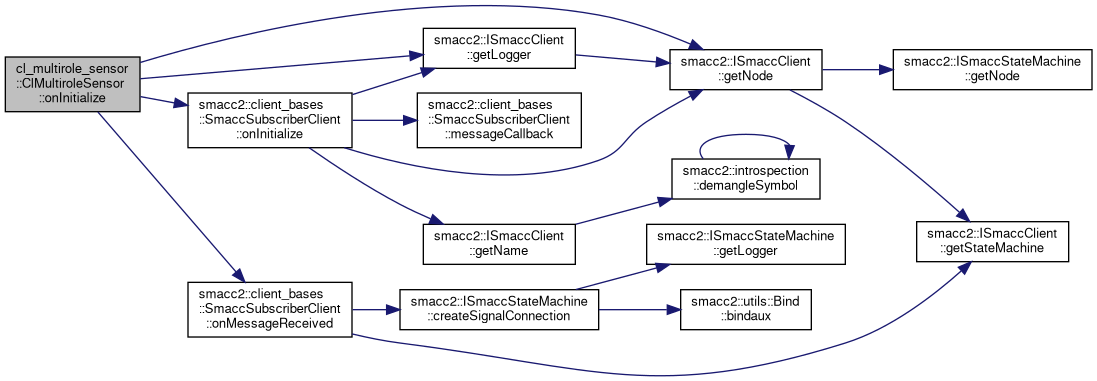 cl_multirole_sensor
::ClMultiroleSensor
::onInitialize
smacc2::ISmaccClient
::getLogger
smacc2::client_bases
::SmaccSubscriberClient
::onInitialize
smacc2::client_bases
::SmaccSubscriberClient
::messageCallback
smacc2::ISmaccClient
::getNode
smacc2::ISmaccStateMachine
::getNode
smacc2::introspection
::demangleSymbol
smacc2::ISmaccClient
::getName
smacc2::ISmaccStateMachine
::getLogger
smacc2::ISmaccClient
::getStateMachine
smacc2::client_bases
::SmaccSubscriberClient
::onMessageReceived
smacc2::ISmaccStateMachine
::createSignalConnection
smacc2::utils::Bind
::bindaux